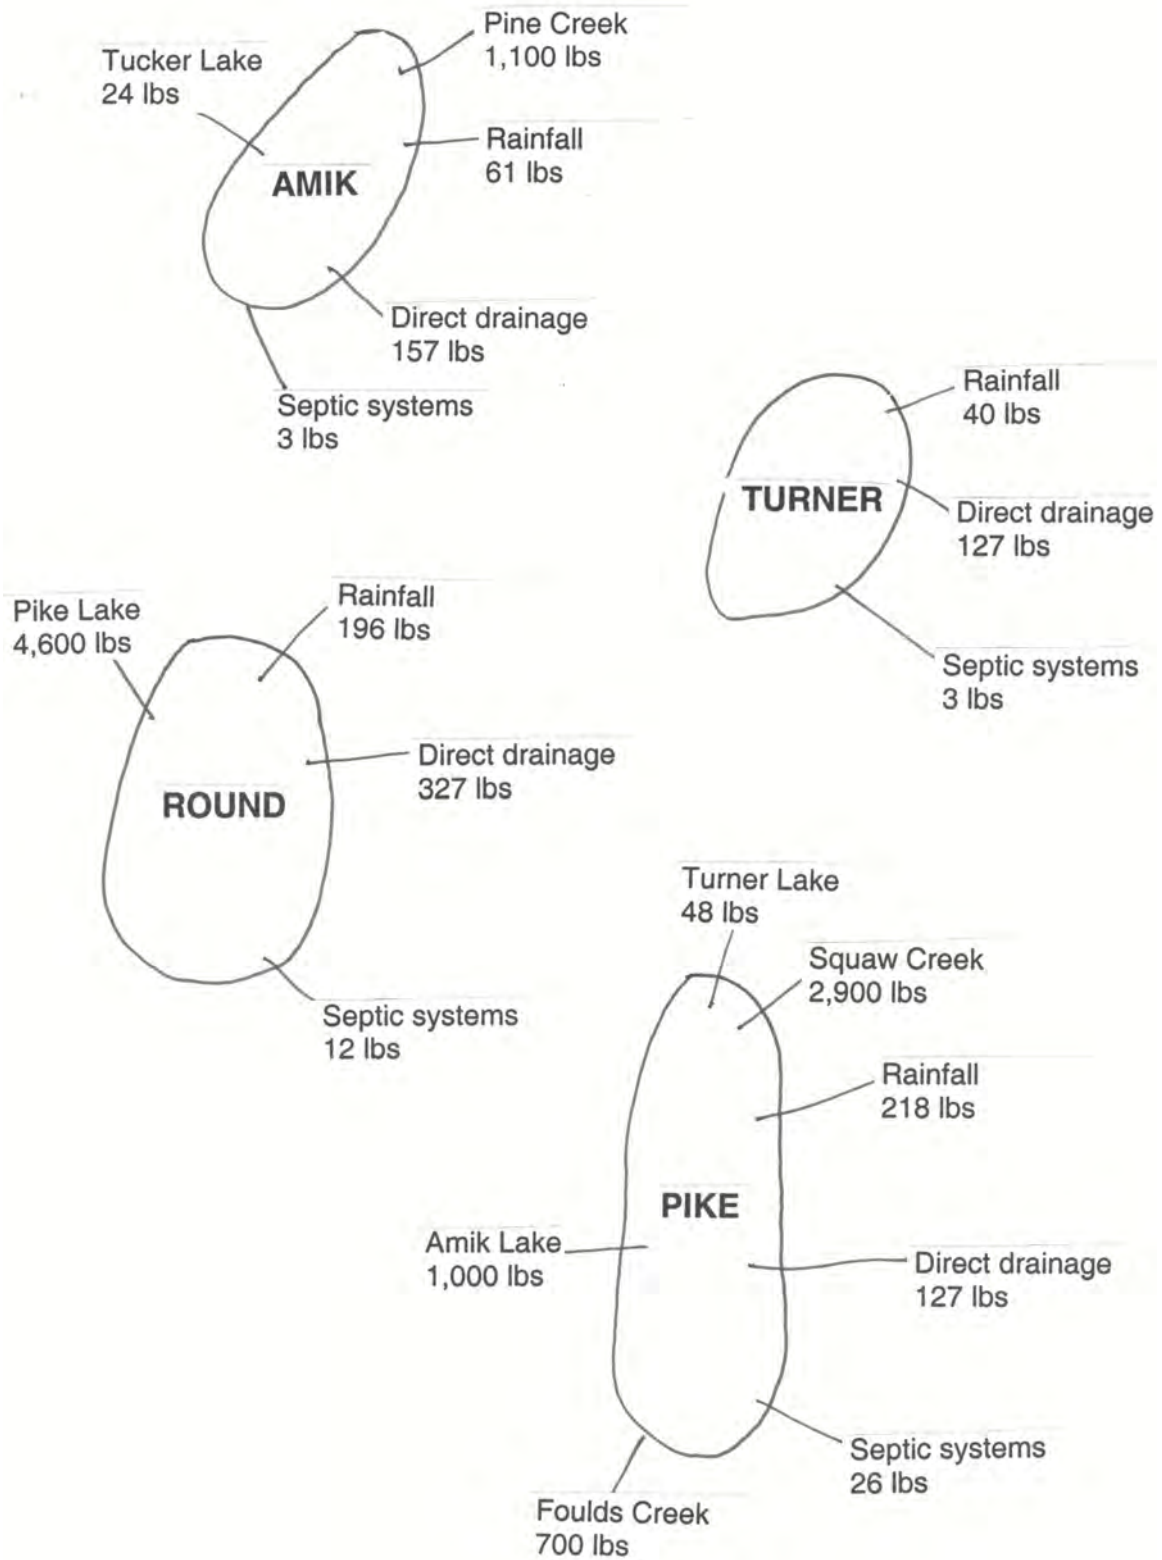 Pine Creek
1,100 lbs
Tucker Lake
24 lbs
Rainfall
61 lbs
AMIK
Direct drainage
157 lbs
Septic systems
3 lbs
Rainfall
40 lbs
TURNER
Direct drainage
127 lbs
Septic systems
3 lbs
Pike Lake
4,600 lbs
Rainfall
196 lbs
Direct drainage
327 lbs
ROUND
Septic systems
12 lbs
Turner Lake
48 lbs
Squaw Creek
2,900 lbs
Rainfall
218 lbs
PIKE
Amik Lake
1,000 lbs
Direct drainage
127 lbs
Septic systems
26 lbs
Foulds Creek
700 lbs